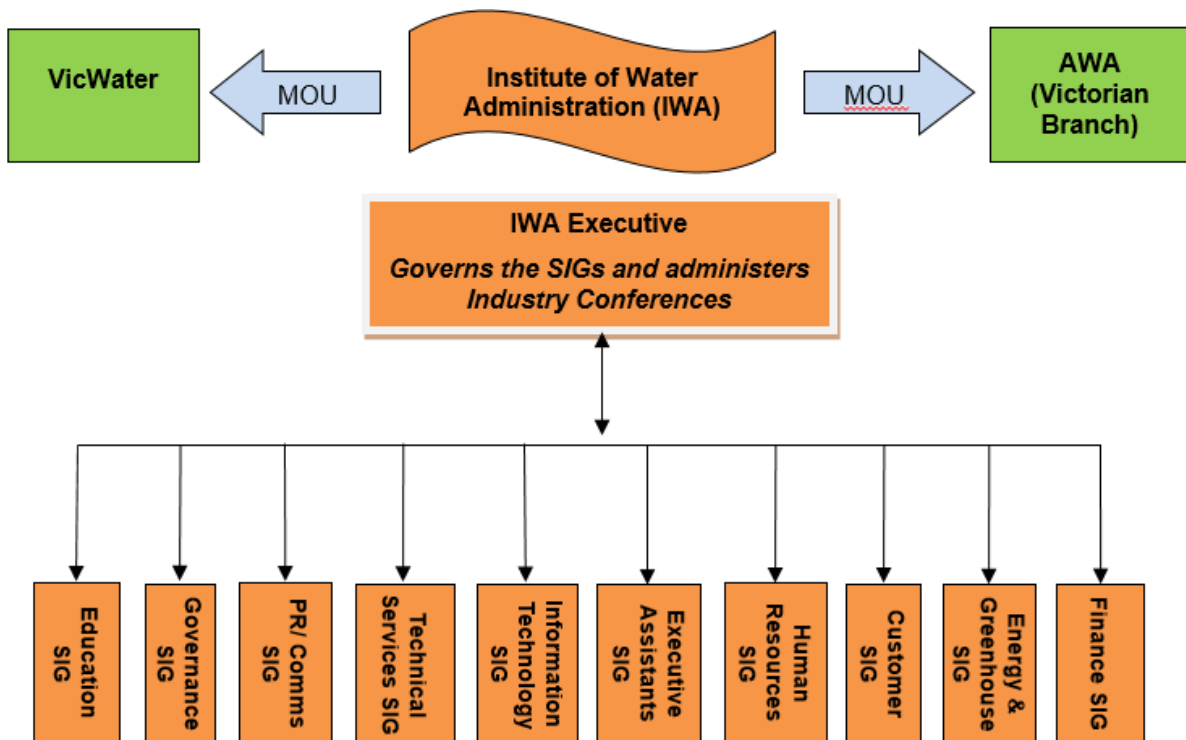 VicWater
MOU
Institute of Water
Administration (IWA)
MOU
AWA
(Victorian
Branch)
IWA Executive
Governs the SIGs and administers
Industry Conferences
Education
SIG
Governance
SIG
PR/ Comms
SIG
Technical
Services SIG
Information
Technology
SIG
Executive
Assistants
SIG
Human
Resources
SIG
Customer
SIG
Energy &
Greenhouse
SIG
Finance SIG